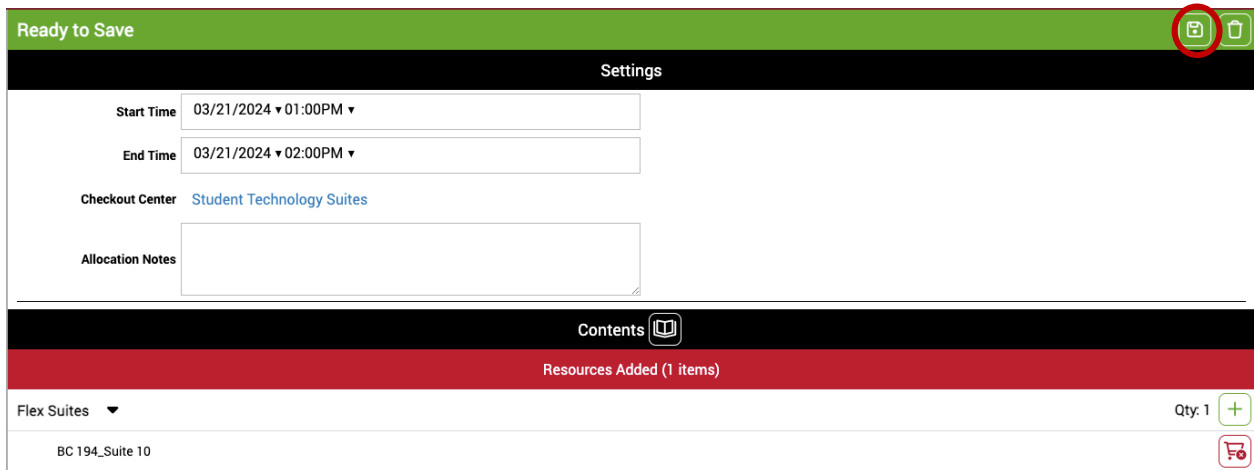 Ready to Save
Settings
Start Time 03/21/2024 ▾ 01:00PM ▾
End Time 03/21/2024 ▾ 02:00PM ▾
Checkout Center Student Technology Suites
Allocation Notes
Contents
Resources Added (1 items)
Flex Suites ▾ Qty: 1 +
BC 194_Suite 10